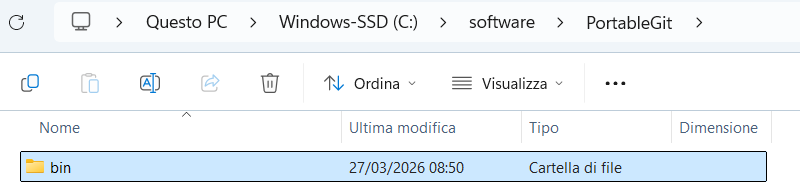 Questo PC > Windows-SSD (C:) > software > PortableGit >
Ordina Visualizza ...
Nome Ultima modifica Tipo Dimensione
bin 27/03/2026 08:50 Cartella di file